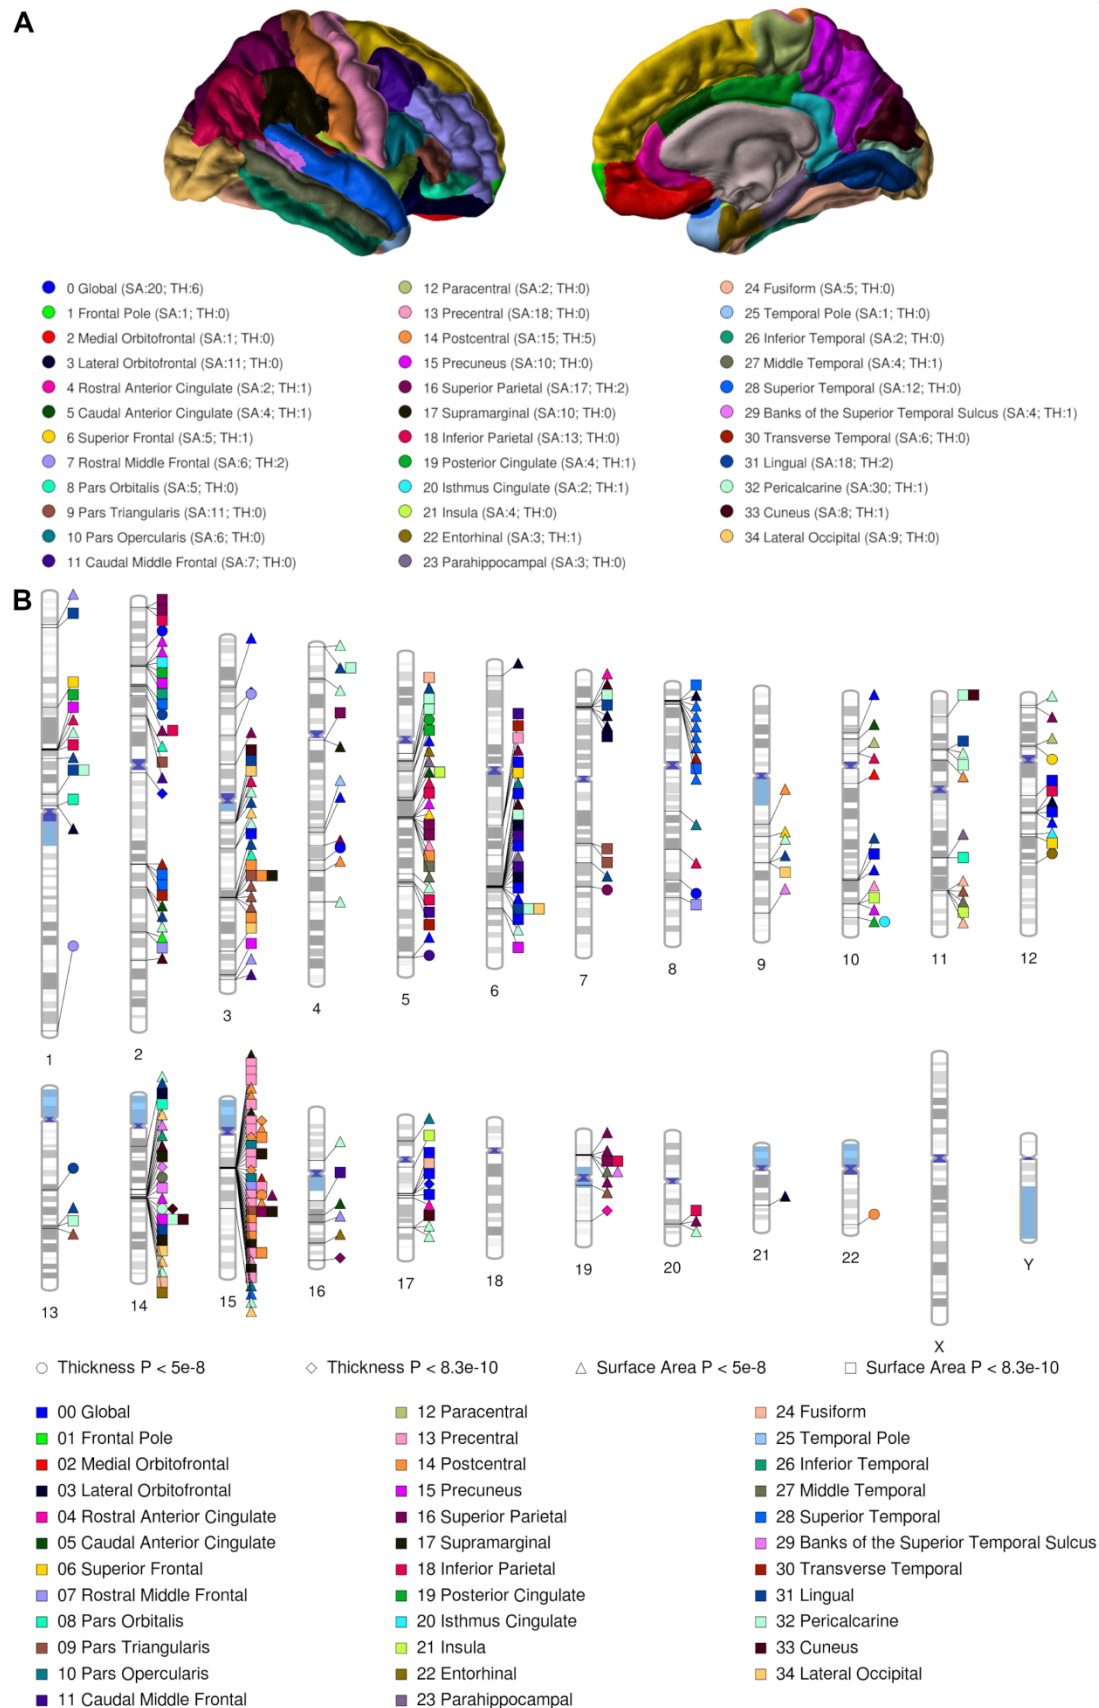 A
0 Global (SA:20; TH:6)
1 Frontal Pole (SA:1; TH:0)
2 Medial Orbitofrontal (SA:1; TH:0)
3 Lateral Orbitofrontal (SA:11; TH:0)
4 Rostral Anterior Cingulate (SA:2; TH:1)
5 Caudal Anterior Cingulate (SA:4; TH:1)
6 Superior Frontal (SA:5; TH:1)
7 Rostral Middle Frontal (SA:6; TH:2)
8 Pars Orbitalis (SA:5; TH:0)
9 Pars Triangularis (SA:11; TH:0)
10 Pars Opercularis (SA:6; TH:0)
11 Caudal Middle Frontal (SA:7; TH:0)
12 Paracentral (SA:2; TH:0)
13 Precentral (SA:18; TH:0)
14 Postcentral (SA:15; TH:5)
15 Precuneus (SA:10; TH:0)
16 Superior Parietal (SA:17; TH:2)
17 Supramarginal (SA:10; TH:0)
18 Inferior Parietal (SA:13; TH:0)
19 Posterior Cingulate (SA:4; TH:1)
20 Isthmus Cingulate (SA:2; TH:1)
21 Insula (SA:4; TH:0)
22 Entorhinal (SA:3; TH:1)
23 Parahippocampal (SA:3; TH:0)
24 Fusiform (SA:5; TH:0)
25 Temporal Pole (SA:1; TH:0)
26 Inferior Temporal (SA:2; TH:0)
27 Middle Temporal (SA:4; TH:1)
28 Superior Temporal (SA:12; TH:0)
29 Banks of the Superior Temporal Sulcus (SA:4; TH:1)
30 Transverse Temporal (SA:6; TH:0)
31 Lingual (SA:18; TH:2)
32 Pericalcarine (SA:30; TH:1)
33 Cuneus (SA:8; TH:1)
34 Lateral Occipital (SA:9; TH:0)
B
1
2
3
4
5
6
7
8
9
10
11
12
13
14
15
16
17
18
19
20
21
22
X
Y
Thickness P < 5e-8
Thickness P < 8.3e-10
Surface Area P < 5e-8
Surface Area P < 8.3e-10
00 Global
01 Frontal Pole
02 Medial Orbitofrontal
03 Lateral Orbitofrontal
04 Rostral Anterior Cingulate
05 Caudal Anterior Cingulate
06 Superior Frontal
07 Rostral Middle Frontal
08 Pars Orbitalis
09 Pars Triangularis
10 Pars Opercularis
11 Caudal Middle Frontal
12 Paracentral
13 Precentral
14 Postcentral
15 Precuneus
16 Superior Parietal
17 Supramarginal
18 Inferior Parietal
19 Posterior Cingulate
20 Isthmus Cingulate
21 Insula
22 Entorhinal
23 Parahippocampal
24 Fusiform
25 Temporal Pole
26 Inferior Temporal
27 Middle Temporal
28 Superior Temporal
29 Banks of the Superior Temporal Sulcus
30 Transverse Temporal
31 Lingual
32 Pericalcarine
33 Cuneus
34 Lateral Occipital